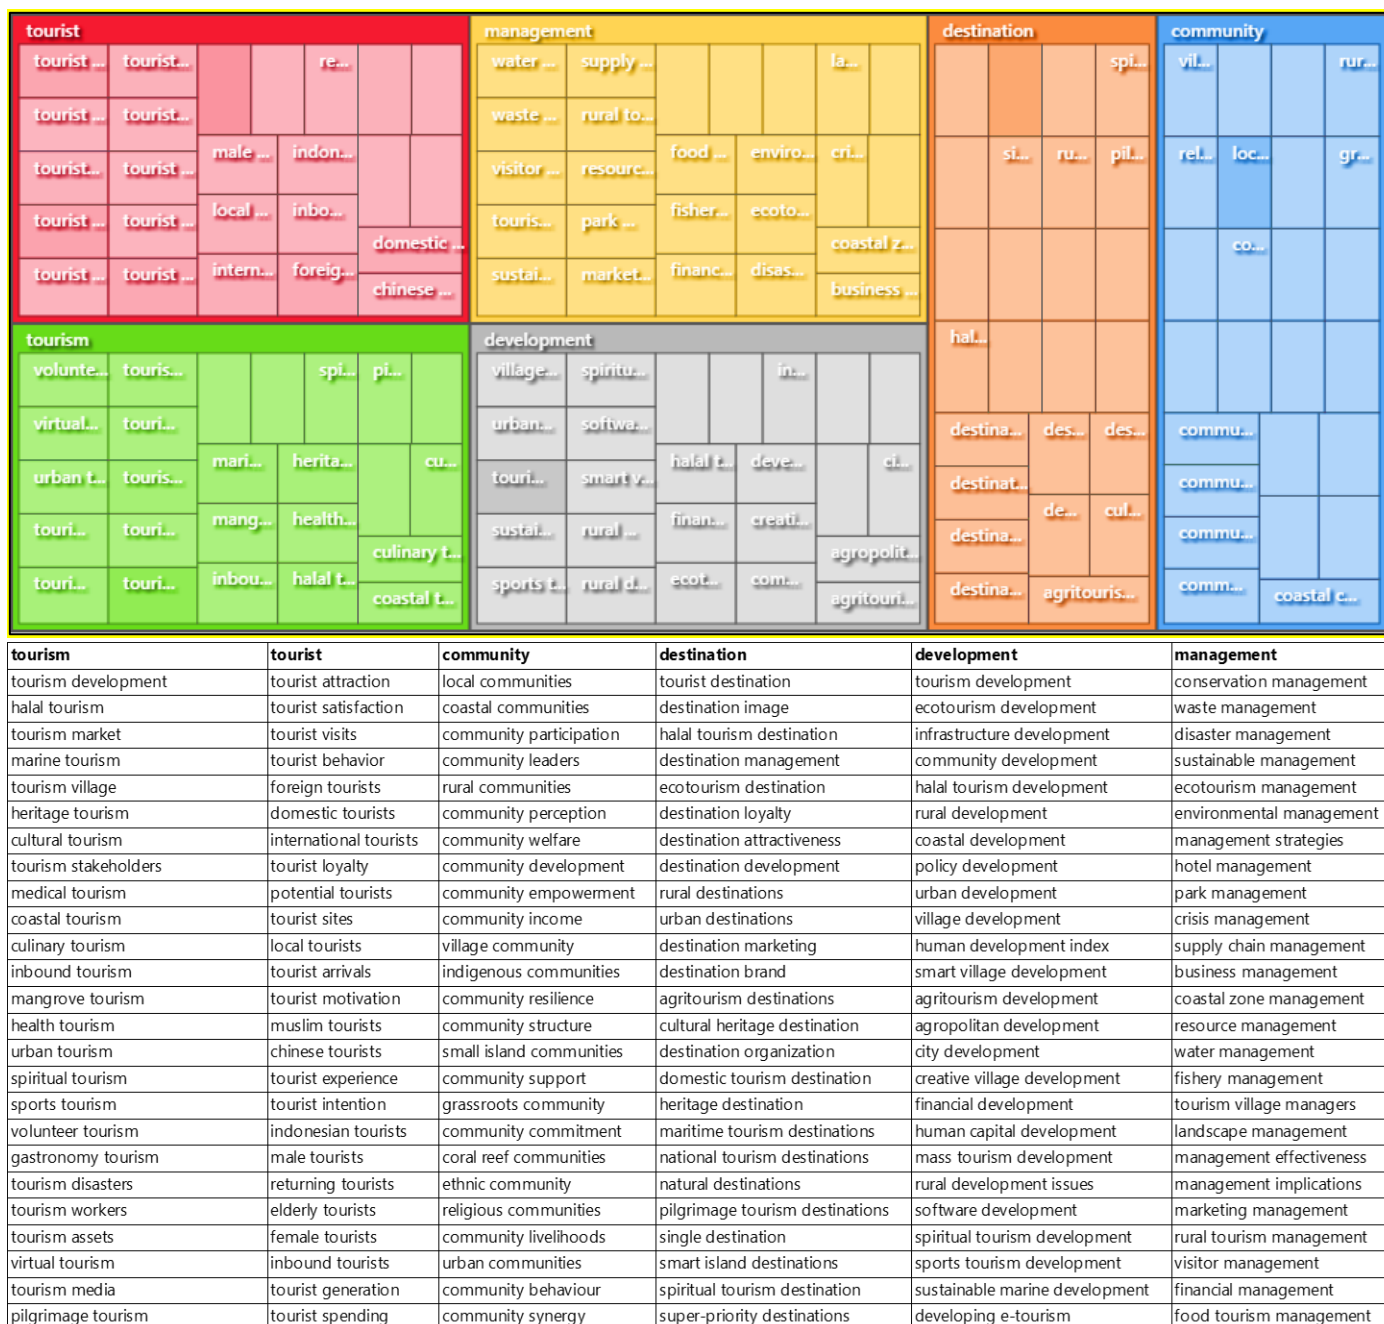 tourist
tourist ... tourist... re...
tourist ... tourist...
male ... indon...
tourist... tourist ...
local ... inbo...
tourist ... tourist ...
domestic ...
tourist ... tourist ... intern... foreig...
chinese ...
management
water ... supply ... la...
waste ... rural to...
food ... enviro... cri...
visitor ... resourc...
fisher... ecoto...
touris... park ...
coastal z...
sustai... market... financ... disas...
business ...
destination
spi...
si... ru... pil...
hal...
destina... des... des...
destinat...
de... cul...
destina...
destina... agritouris...
community
vil... rur...
rel... loc... gr...
co...
commu...
commu...
commu...
comm... coastal c...
tourism
volunte... touris... spi... pi...
virtual... touri...
mari... herita... cu...
urban t... touris...
mang... health...
touri... touri...
culinary t...
touri... touri... inbou... halal t...
coastal t...
development
village... spiritu... in...
urban... softwa...
halal t... deve... ci...
touri... smart v...
finan... creati...
sustai... rural ...
agropolit...
sports t... rural d... ecot... com...
agritouri...
tourism tourist community destination development management
tourism development tourist attraction local communities tourist destination tourism development conservation management
halal tourism tourist satisfaction coastal communities destination image ecotourism development waste management
tourism market tourist visits community participation halal tourism destination infrastructure development disaster management
marine tourism tourist behavior community leaders destination management community development sustainable management
tourism village foreign tourists rural communities ecotourism destination halal tourism development ecotourism management
heritage tourism domestic tourists community perception destination loyalty rural development environmental management
cultural tourism international tourists community welfare destination attractiveness coastal development management strategies
tourism stakeholders tourist loyalty community development destination development policy development hotel management
medical tourism potential tourists community empowerment rural destinations urban development park management
coastal tourism tourist sites community income urban destinations village development crisis management
culinary tourism local tourists village community destination marketing human development index supply chain management
inbound tourism tourist arrivals indigenous communities destination brand smart village development business management
mangrove tourism tourist motivation community resilience agritourism destinations agritourism development coastal zone management
health tourism muslim tourists community structure cultural heritage destination agropolitan development resource management
urban tourism chinese tourists small island communities destination organization city development water management
spiritual tourism tourist experience community support domestic tourism destination creative village development fishery management
sports tourism tourist intention grassroots community heritage destination financial development tourism village managers
volunteer tourism indonesian tourists community commitment maritime tourism destinations human capital development landscape management
gastronomy tourism male tourists coral reef communities national tourism destinations mass tourism development management effectiveness
tourism disasters returning tourists ethnic community natural destinations rural development issues management implications
tourism workers elderly tourists religious communities pilgrimage tourism destinations software development marketing management
tourism assets female tourists community livelihoods single destination spiritual tourism development rural tourism management
virtual tourism inbound tourists urban communities smart island destinations sports tourism development visitor management
tourism media tourist generation community behaviour spiritual tourism destination sustainable marine development financial management
pilgrimage tourism tourist spending community synergy super-priority destinations developing e-tourism food tourism management